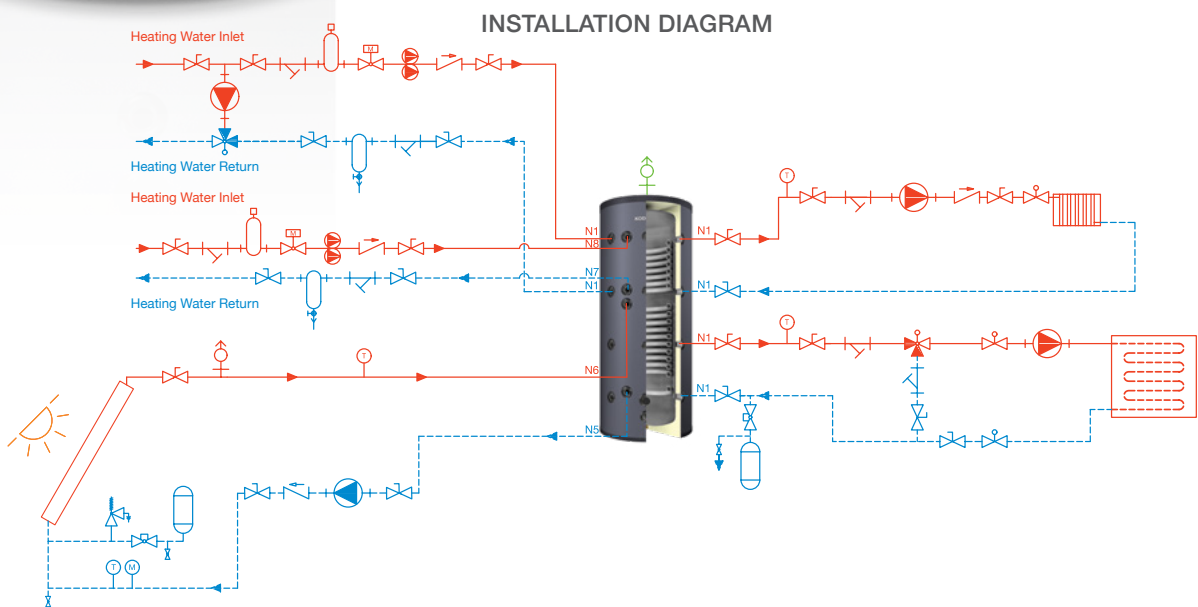 INSTALLATION DIAGRAM
Heating Water Inlet
M
Heating Water Return
Heating Water Inlet
M
Heating Water Return
N1
N8
N7
N1
N6
N5
N1
T
N1
N1
T
N1
T
T
M